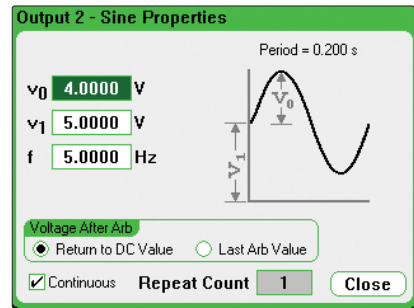 Output 2 - Sine Properties
Period = 0.200 s
v0 4.0000 V
v1 5.0000 V
f 5.0000 Hz
V0
V1
Voltage After Arb
Return to DC Value Last Arb Value
Continuous Repeat Count 1 Close